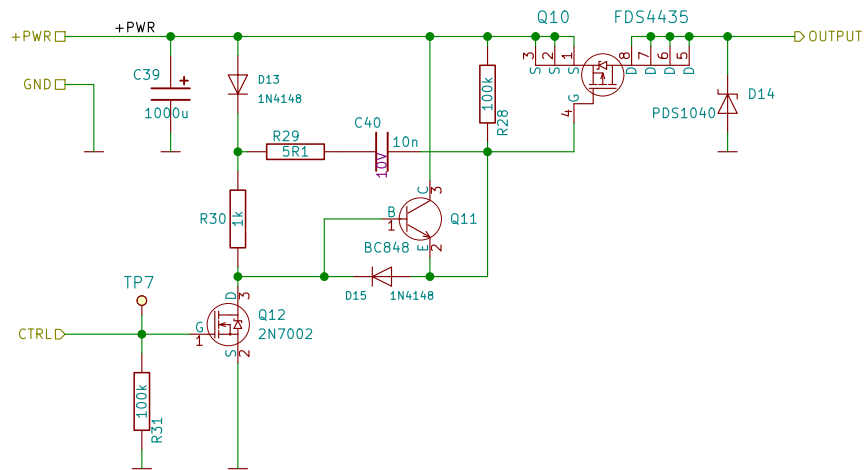 Q10 FDS4435
+PWR +PWR OUTPUT
3 2 1 8 7 6 5
S S S D D D D
C39 + D13
GND 1N4148 100k G D14
1000u 4 PDS1040
R28
C40
R29 10n
5R1 10V
C 3
R30 1k B Q11
1
BC848 E 2
TP7 D 3 D15 1N4148
Q12
CTRL G 2N7002
1
S 2
100k
R31